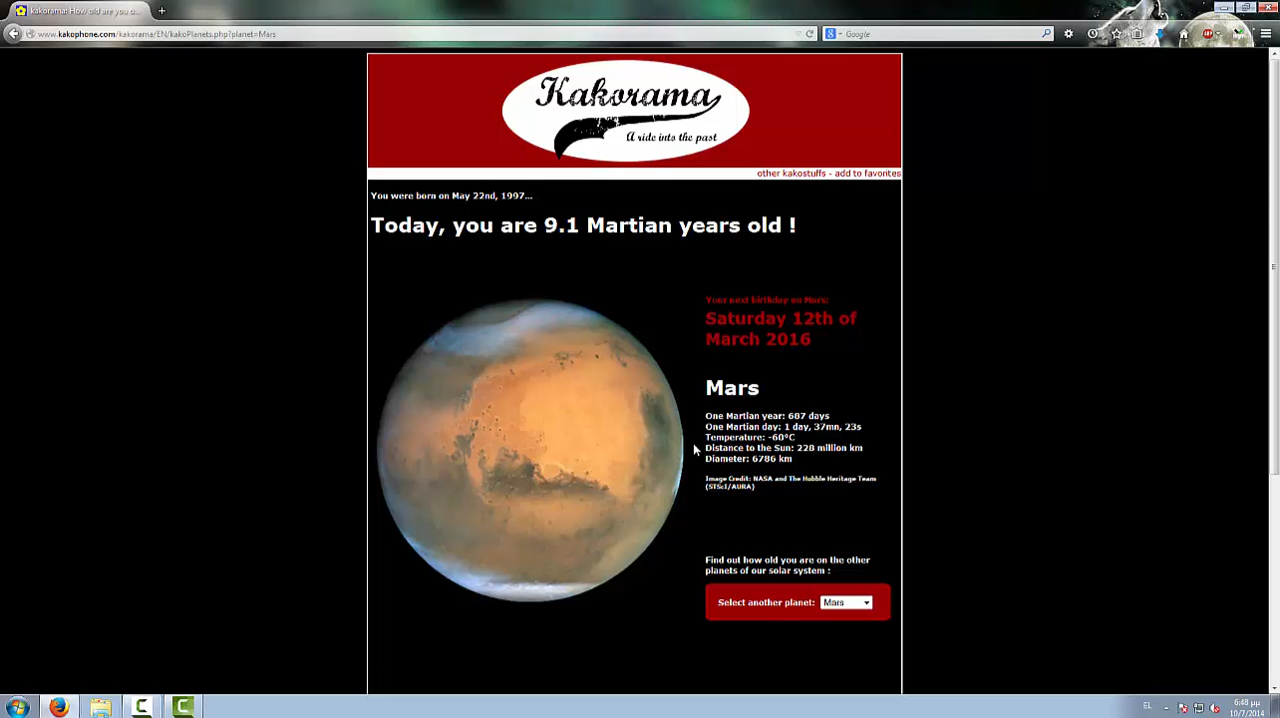 kakorama: How old are you o...
www.kakophone.com/kakorama/EN/kakoPlanets.php?planet=Mars
Google
Kakorama
A ride into the past
other kakostuffs - add to favorites
You were born on May 22nd, 1997...
Today, you are 9.1 Martian years old !
Your next birthday on Mars:
Saturday 12th of
March 2016
Mars
One Martian year: 687 days
One Martian day: 1 day, 37mn, 23s
Temperature: -60°C
Distance to the Sun: 228 million km
Diameter: 6786 km
Image Credit: NASA and The Hubble Heritage Team
(STScI/AURA)
Find out how old you are on the other
planets of our solar system :
Select another planet: Mars
EL
6:48 μμ
10/7/2014